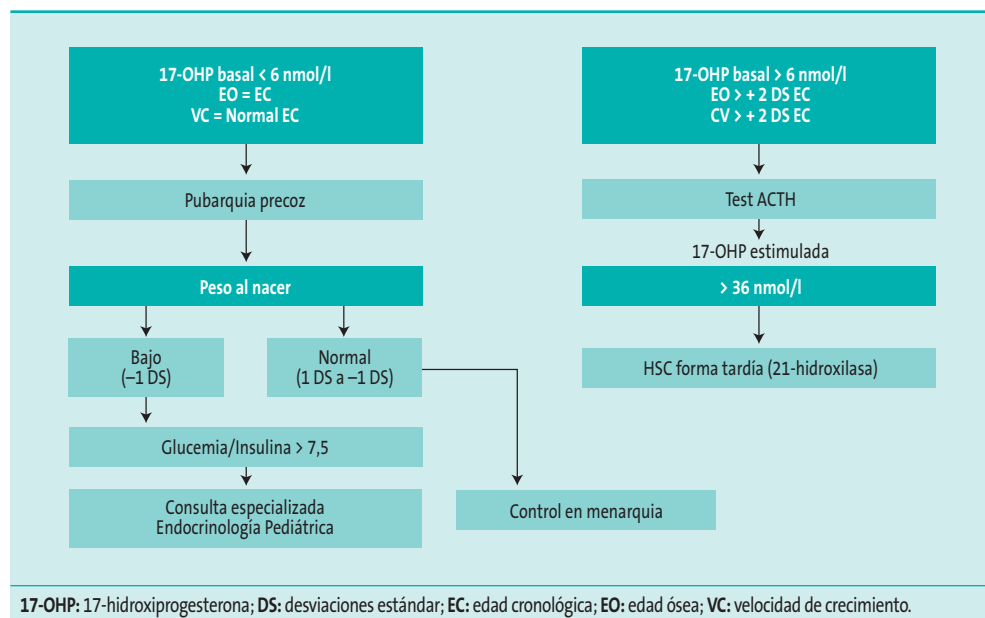 17-OHP basal < 6 nmol/l
EO = EC
VC = Normal EC
Pubarquia precoz
Peso al nacer
Bajo
(–1 DS)
Normal
(1 DS a –1 DS)
Glucemia/Insulina > 7,5
Consulta especializada
Endocrinología Pediátrica
Control en menarquia
17-OHP basal > 6 nmol/l
EO > + 2 DS EC
CV > + 2 DS EC
Test ACTH
17-OHP estimulada
> 36 nmol/l
HSC forma tardía (21-hidroxilasa)
17-OHP: 17-hidroxiprogesterona; DS: desviaciones estándar; EC: edad cronológica; EO: edad ósea; VC: velocidad de crecimiento.